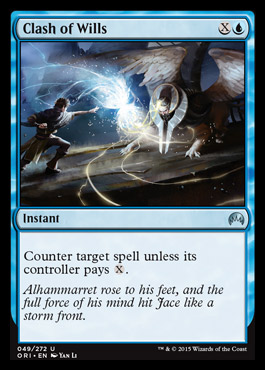 Clash of Wills X
Instant
Counter target spell unless its
controller pays X.
Alhammarret rose to his feet, and the
full force of his mind hit Jace like a
storm front.
049/272 U
ORI • EN Yan Li
™ & © 2015 Wizards of the Coast